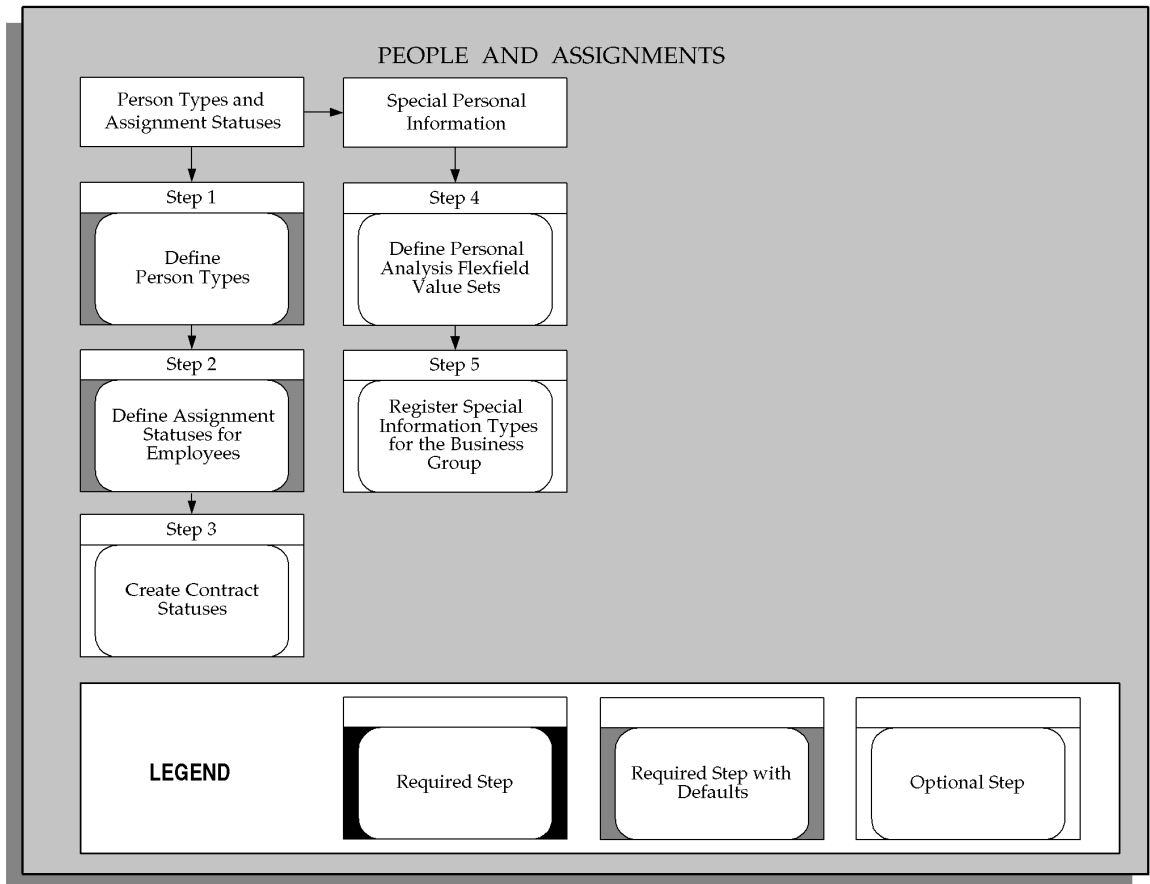 PEOPLE AND ASSIGNMENTS
Person Types and
Assignment Statuses
Special Personal
Information
Step 1
Define
Person Types
Step 2
Define Assignment
Statuses for
Employees
Step 3
Create Contract
Statuses
Step 4
Define Personal
Analysis Flexfield
Value Sets
Step 5
Register Special
Information Types
for the Business
Group
LEGEND
Required Step
Required Step with
Defaults
Optional Step